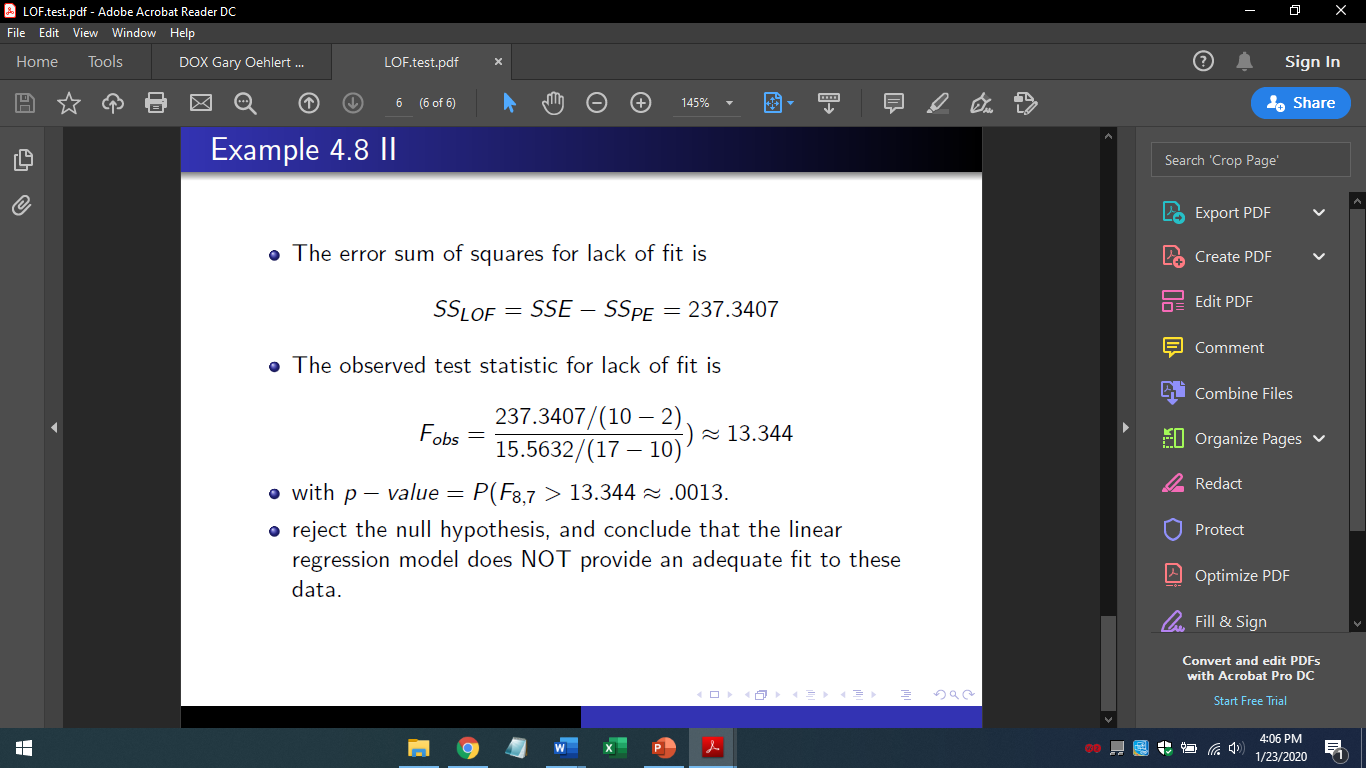 LOF.test.pdf - Adobe Acrobat Reader DC
File Edit View Window Help
Home Tools DOX Gary Oehlert ... LOF.test.pdf × Sign In
6 (6 of 6) 145% Share
Example 4.8 II
The error sum of squares for lack of fit is
SS_LOF = SSE − SS_PE = 237.3407
The observed test statistic for lack of fit is
F_obs = 237.3407/(10 − 2) / 15.5632/(17 − 10) ) ≈ 13.344
with p − value = P(F_8,7 > 13.344 ≈ .0013.
reject the null hypothesis, and conclude that the linear
regression model does NOT provide an adequate fit to these
data.
Search 'Crop Page'
Export PDF
Create PDF
Edit PDF
Comment
Combine Files
Organize Pages
Redact
Protect
Optimize PDF
Fill & Sign
Convert and edit PDFs
with Acrobat Pro DC
Start Free Trial
4:06 PM
1/23/2020
1